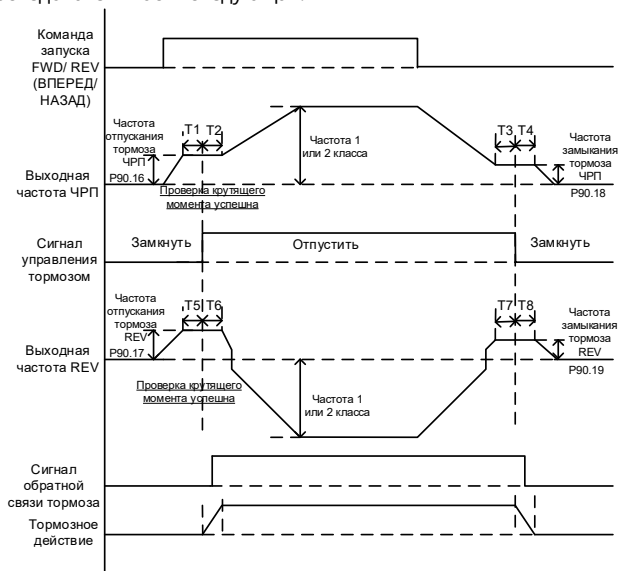 Команда
запуска
FWD/ REV
(ВПЕРЕД/
НАЗАД)
Частота
отпускания
тормоза
ЧРП
P90.16
T1
T2
Частота 1
или 2 класса
T3
T4
Частота
замыкания
тормоза
ЧРП
P90.18
Выходная
частота ЧРП
Проверка крутящего
момента успешна
Сигнал
управления
тормозом
Замкнуть
Отпустить
Замкнуть
Частота
отпускания
тормоза
REV
P90.17
T5
T6
T7
T8
Частота
замыкания
тормоза
REV
P90.19
Выходная
частота REV
Проверка крутящего
момента успешна
Частота 1
или 2 класса
Сигнал
обратной
связи тормоза
Тормозное
действие